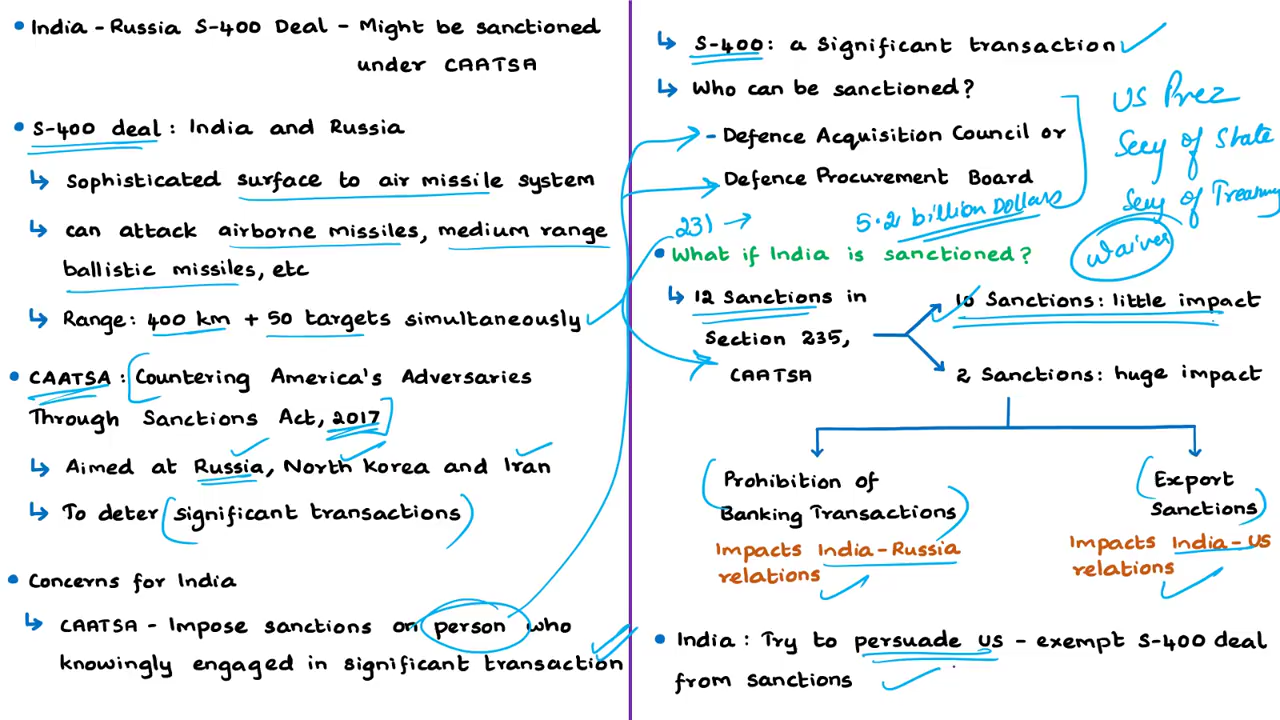 • India - Russia S-400 Deal - Might be sanctioned
under CAATSA
• S-400 deal : India and Russia
↳ Sophisticated surface to air missile system
↳ can attack airborne missiles, medium range
ballistic missiles, etc
↳ Range: 400 km + 50 targets simultaneously
• CAATSA : Countering America's Adversaries
Through Sanctions Act, 2017
↳ Aimed at Russia, North Korea and Iran
↳ To deter significant transactions
• Concerns for India
↳ CAATSA - Impose sanctions on person who
knowingly engaged in significant transaction
↳ S-400: a significant transaction
↳ Who can be sanctioned?
- Defence Acquisition Council or
Defence Procurement Board
US Prez
Secy of State
Secy of Treasury
231 →
5.2 billion Dollars
Waiver
• What if India is sanctioned?
↳ 12 Sanctions in
Section 235,
CAATSA
10 Sanctions: little impact
2 Sanctions: huge impact
Prohibition of
Banking Transactions
Impacts India-Russia
relations
Export
Sanctions
Impacts India-US
relations
• India: Try to persuade US - exempt S-400 deal
from sanctions